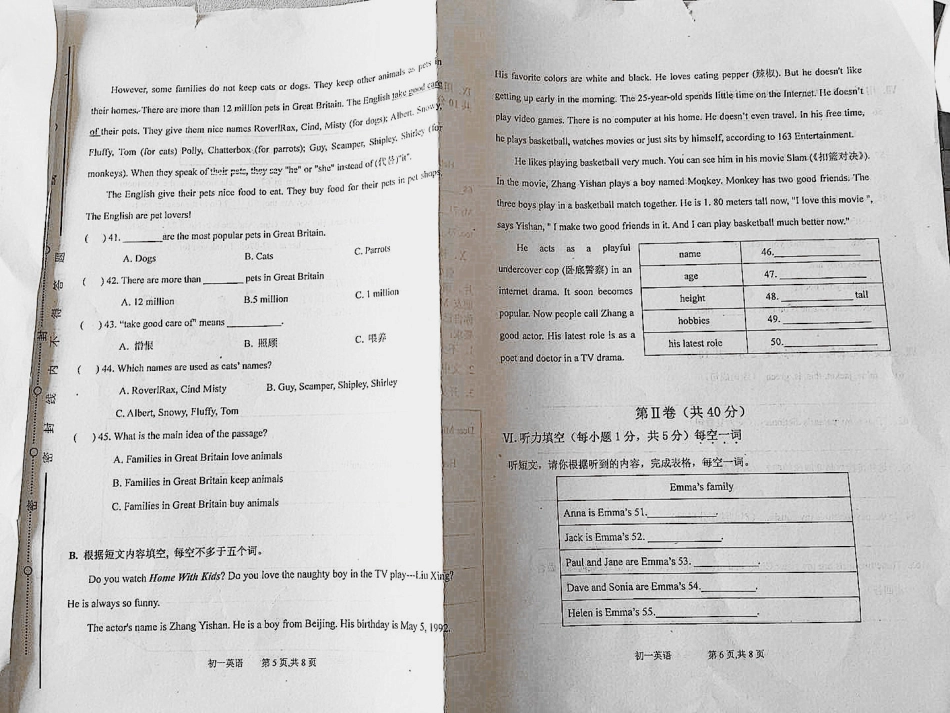 However, some families do not keep cats or dogs. They keep other animals as pets in
their homes. There are more than 12 million pets in Great Britain. The English take good care
of their pets. They give them nice names RoverlRax, Cind, Misty (for dogs); Albert, Snowy,
Fluffy, Tom (for cats) Polly, Chatterbox (for parrots); Guy, Scamper, Shipley, Shirley (for
monkeys). When they speak of their pets, they say "he" or "she" instead of (代替)"it".
The English give their pets nice food to eat. They buy food for their pets in pet shops.
The English are pet lovers!
( )41. ________are the most popular pets in Great Britain.
A. Dogs B. Cats C. Parrots
( )42. There are more than ________ pets in Great Britain
A. 12 million B.5 million C. 1 million
( )43. "take good care of" means __________.
A. 憎恨 B. 照顾 C. 喂养
( )44. Which names are used as cats' names?
A. RoverlRax, Cind Misty B. Guy, Scamper, Shipley, Shirley
C. Albert, Snowy, Fluffy, Tom
( )45. What is the main idea of the passage?
A. Families in Great Britain love animals
B. Families in Great Britain keep animals
C. Families in Great Britain buy animals
B. 根据短文内容填空, 每空不多于五个词。
Do you watch Home With Kids? Do you love the naughty boy in the TV play---Liu Xing?
He is always so funny.
The actor's name is Zhang Yishan. He is a boy from Beijing. His birthday is May 5, 1992.
初一英语 第5页,共8页
密 封 线 内 不 得 答 题
His favorite colors are white and black. He loves eating pepper (辣椒). But he doesn't like
getting up early in the morning. The 25-year-old spends little time on the Internet. He doesn't
play video games. There is no computer at his home. He doesn't even travel. In his free time,
he plays basketball, watches movies or just sits by himself, according to 163 Entertainment.
He likes playing basketball very much. You can see him in his movie Slam (《扣篮对决》).
In the movie, Zhang Yishan plays a boy named Monkey. Monkey has two good friends. The
three boys play in a basketball match together. He is 1. 80 meters tall now, "I love this movie ",
says Yishan, " I make two good friends in it. And I can play basketball much better now."
He acts as a playful
undercover cop (卧底警察) in an
internet drama. It soon becomes
popular. Now people call Zhang a
good actor. His latest role is as a
poet and doctor in a TV drama.
name 46.
age 47.
height 48. tall
hobbies 49.
his latest role 50.
第Ⅱ卷（共 40 分）
Ⅵ. 听力填空（每小题 1 分，共 5 分）每空一词
听短文，请你根据听到的内容，完成表格，每空一词。
Emma's family
Anna is Emma's 51.____________.
Jack is Emma's 52. ____________.
Paul and Jane are Emma's 53. ____________.
Dave and Sonia are Emma's 54.____________.
Helen is Emma's 55.____________.
初一英语 第6页,共8页